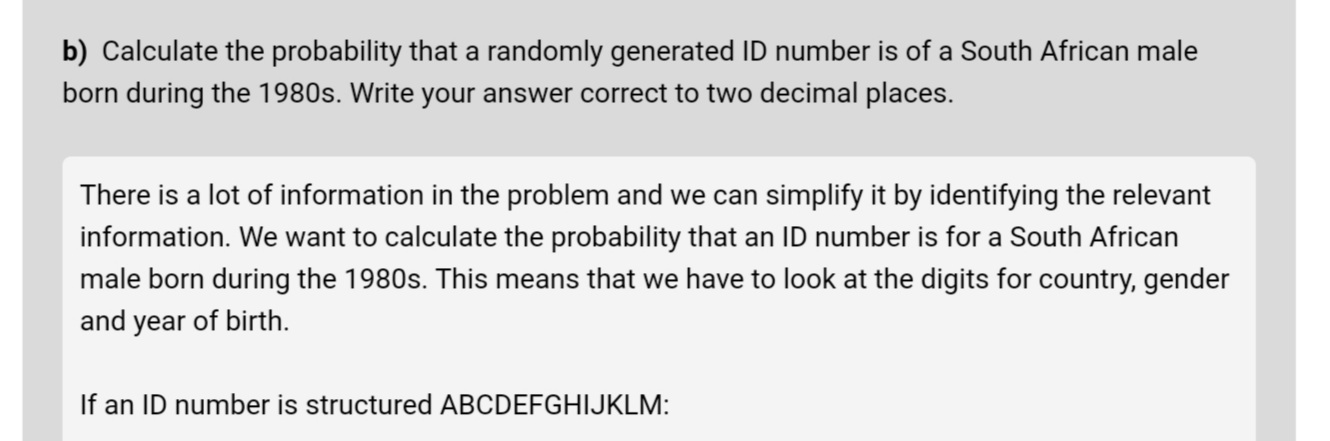 b) Calculate the probability that a randomly generated ID number is of a South African male
born during the 1980s. Write your answer correct to two decimal places.
There is a lot of information in the problem and we can simplify it by identifying the relevant
information. We want to calculate the probability that an ID number is for a South African
male born during the 1980s. This means that we have to look at the digits for country, gender
and year of birth.
If an ID number is structured ABCDEFGHIJKLM: